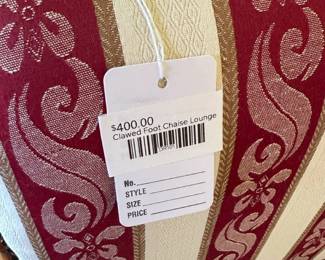 $400.00
Clawed Foot Chaise Lounge
No.
STYLE
SIZE
PRICE